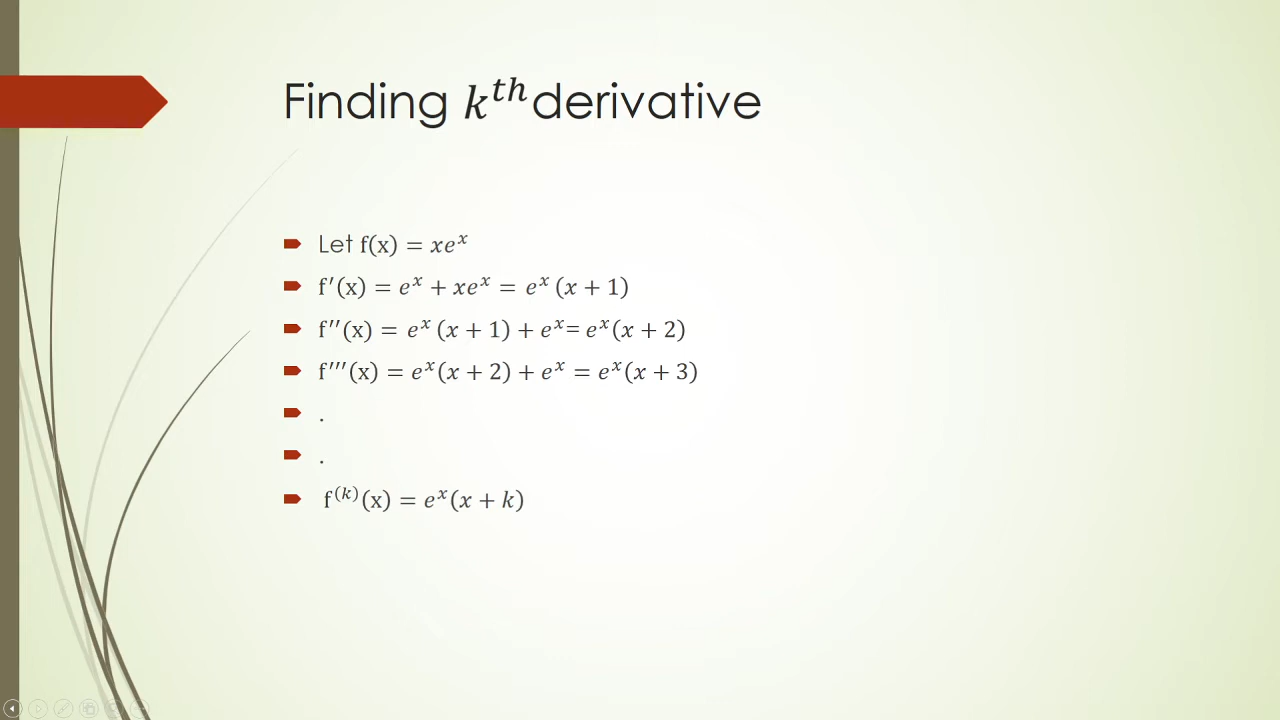 Finding $k^{th}$ derivative
Let f(x) = $xe^x$
f′(x) = $e^x + xe^x = e^x(x + 1)$
f′′(x) = $e^x(x + 1) + e^x = e^x(x + 2)$
f′′′(x) = $e^x(x + 2) + e^x = e^x(x + 3)$
.
.
$f^{(k)}$(x) = $e^x(x + k)$